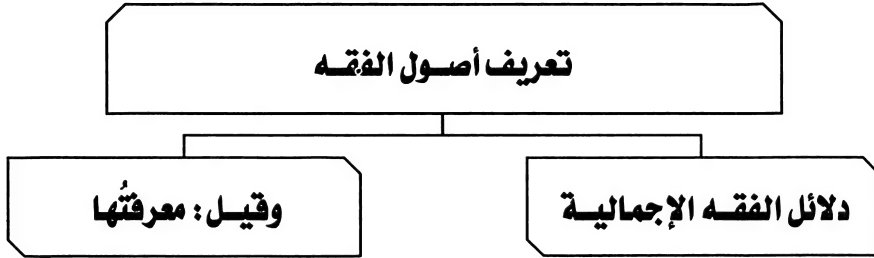 تعريف أصول الفقه
دلائل الفقه الإجمالية
وقيل: معرفتُها